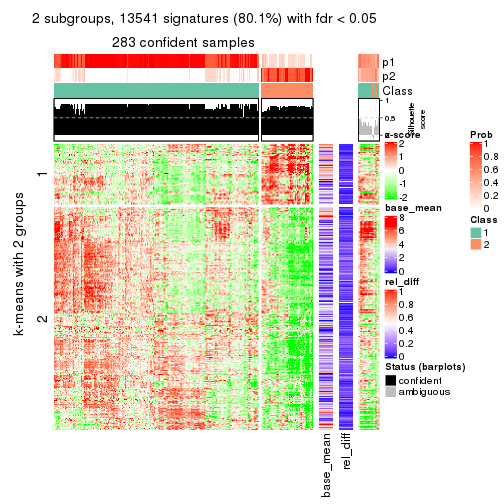 2 subgroups, 13541 signatures (80.1%) with fdr < 0.05
283 confident samples
p1
p2
Class
1
0.5
0
Silhouette
score
k-means with 2 groups
1
2
base_mean
rel_diff
z-score
2
1
0
-1
-2
base_mean
8
6
4
2
0
rel_diff
1
0.8
0.6
0.4
0.2
0
Status (barplots)
confident
ambiguous
Prob
1
0.8
0.6
0.4
0.2
0
Class
1
2